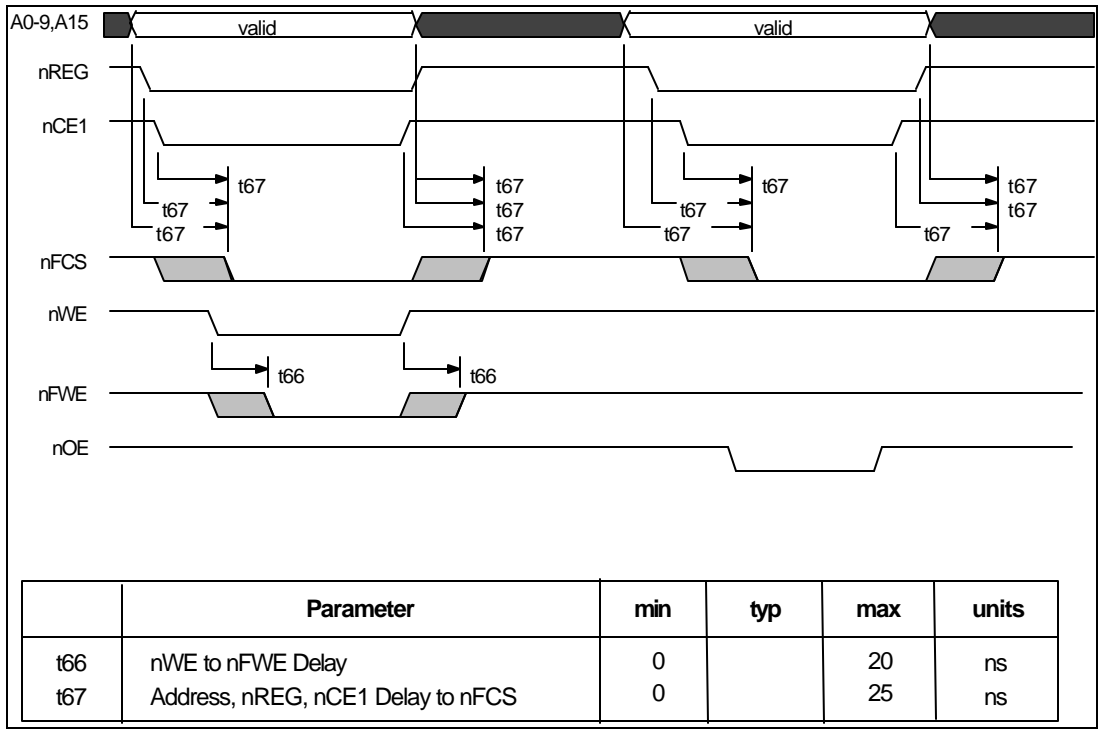 A0-9,A15 valid valid
nREG
nCE1
t67 t67 t67 t67
t67 t67 t67 t67
t67 t67 t67 t67
nFCS
nWE
t66 t66
nFWE
nOE
Parameter min typ max units
t66 nWE to nFWE Delay 0 20 ns
t67 Address, nREG, nCE1 Delay to nFCS 0 25 ns